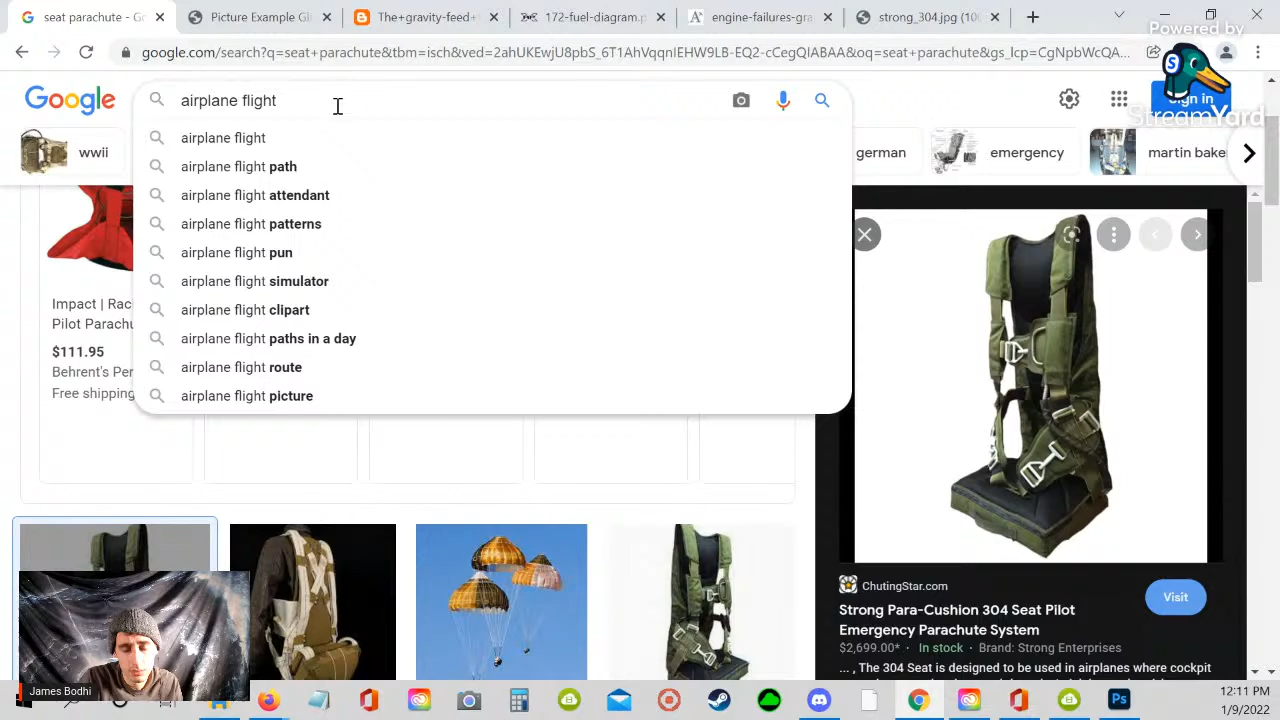 seat parachute - G
Picture Example Gli
The+gravity-feed+
172-fuel-diagram.p
engine-failures-g
strong_304.jpg (10
Powered by
google.com/search?q=seat+parachute&tbm=isch&ved=2ahUKEwjU8pbS_6T1AhVqqnIEHW9LB-EQ2-cCegQIABAA&oq=seat+parachute&gs_lcp=CgNpbWcQA...
Google
airplane flight
Sign in
StreamYard
wwii
german
emergency
martin bake
airplane flight
airplane flight path
airplane flight attendant
airplane flight patterns
airplane flight pun
airplane flight simulator
airplane flight clipart
airplane flight paths in a day
airplane flight route
airplane flight picture
Impact | Rac
Pilot Parachu
$111.95
Behrent's Per
Free shipping
ChutingStar.com
Strong Para-Cushion 304 Seat Pilot
Emergency Parachute System
Visit
$2,699.00* · In stock · Brand: Strong Enterprises
... , The 304 Seat is designed to be used in airplanes where cockpit
James Bodhi
Ps
12:11 PM
1/9/2022